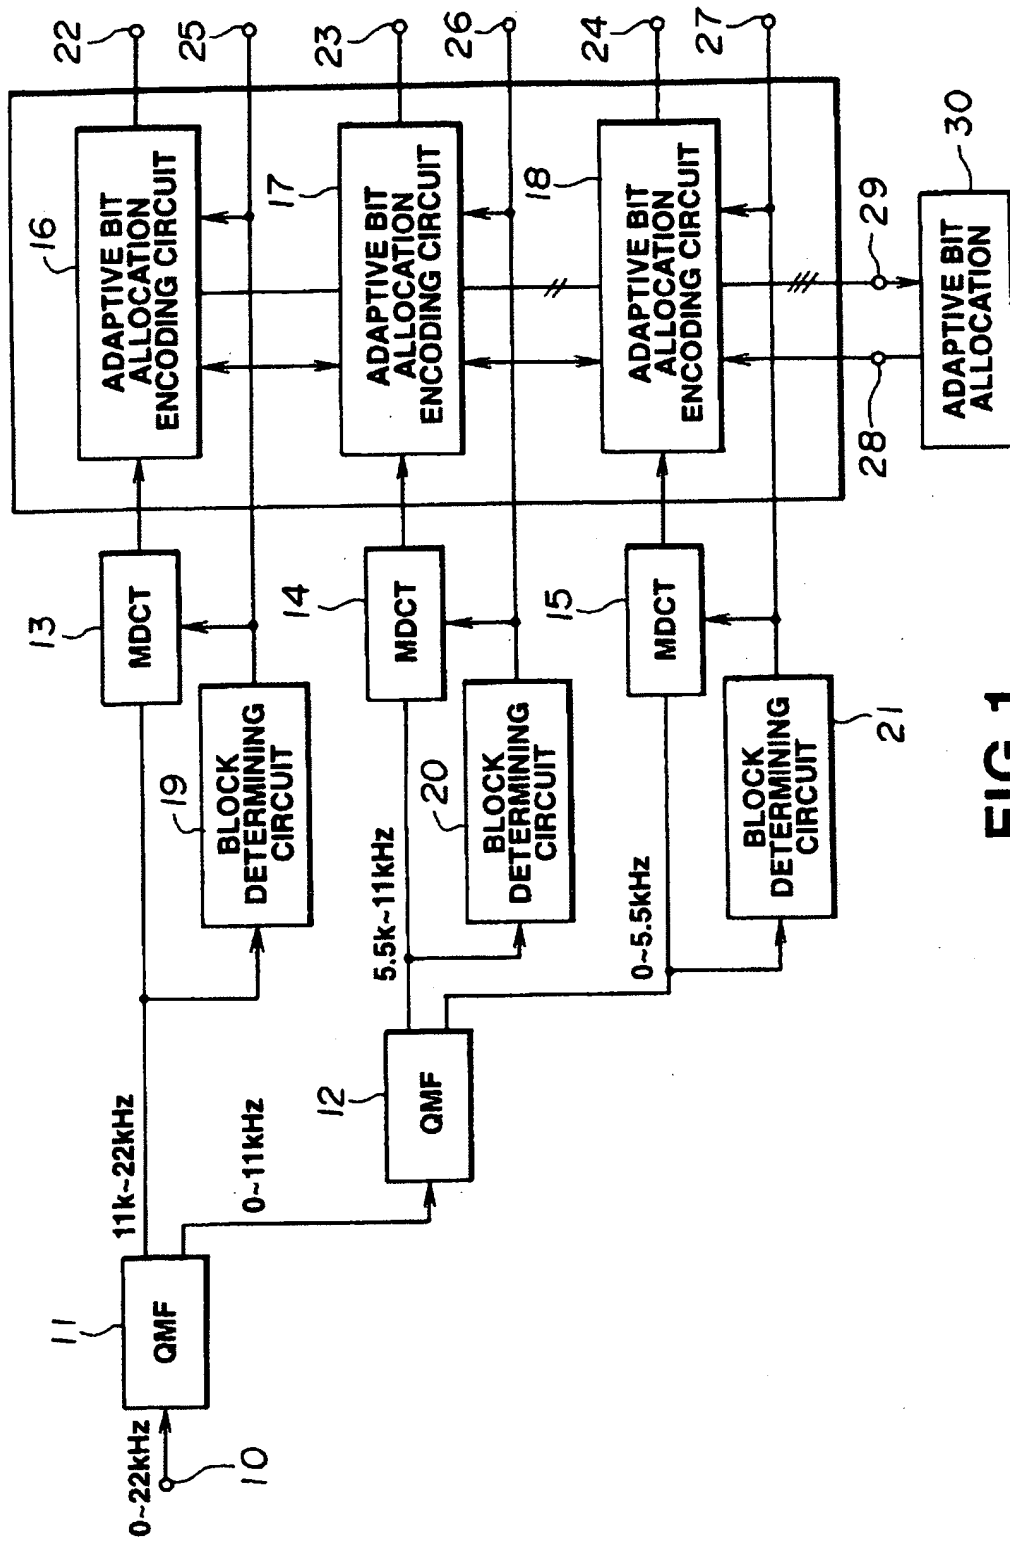 0~22kHz
10
11
QMF
11k~22kHz
0~11kHz
12
QMF
5.5k~11kHz
0~5.5kHz
13
MDCT
19
BLOCK
DETERMINING
CIRCUIT
14
MDCT
20
BLOCK
DETERMINING
CIRCUIT
15
MDCT
21
BLOCK
DETERMINING
CIRCUIT
16
ADAPTIVE BIT
ALLOCATION
ENCODING CIRCUIT
17
ADAPTIVE BIT
ALLOCATION
ENCODING CIRCUIT
18
ADAPTIVE BIT
ALLOCATION
ENCODING CIRCUIT
22
25
23
26
24
27
28
29
30
ADAPTIVE BIT
ALLOCATION
FIG.1